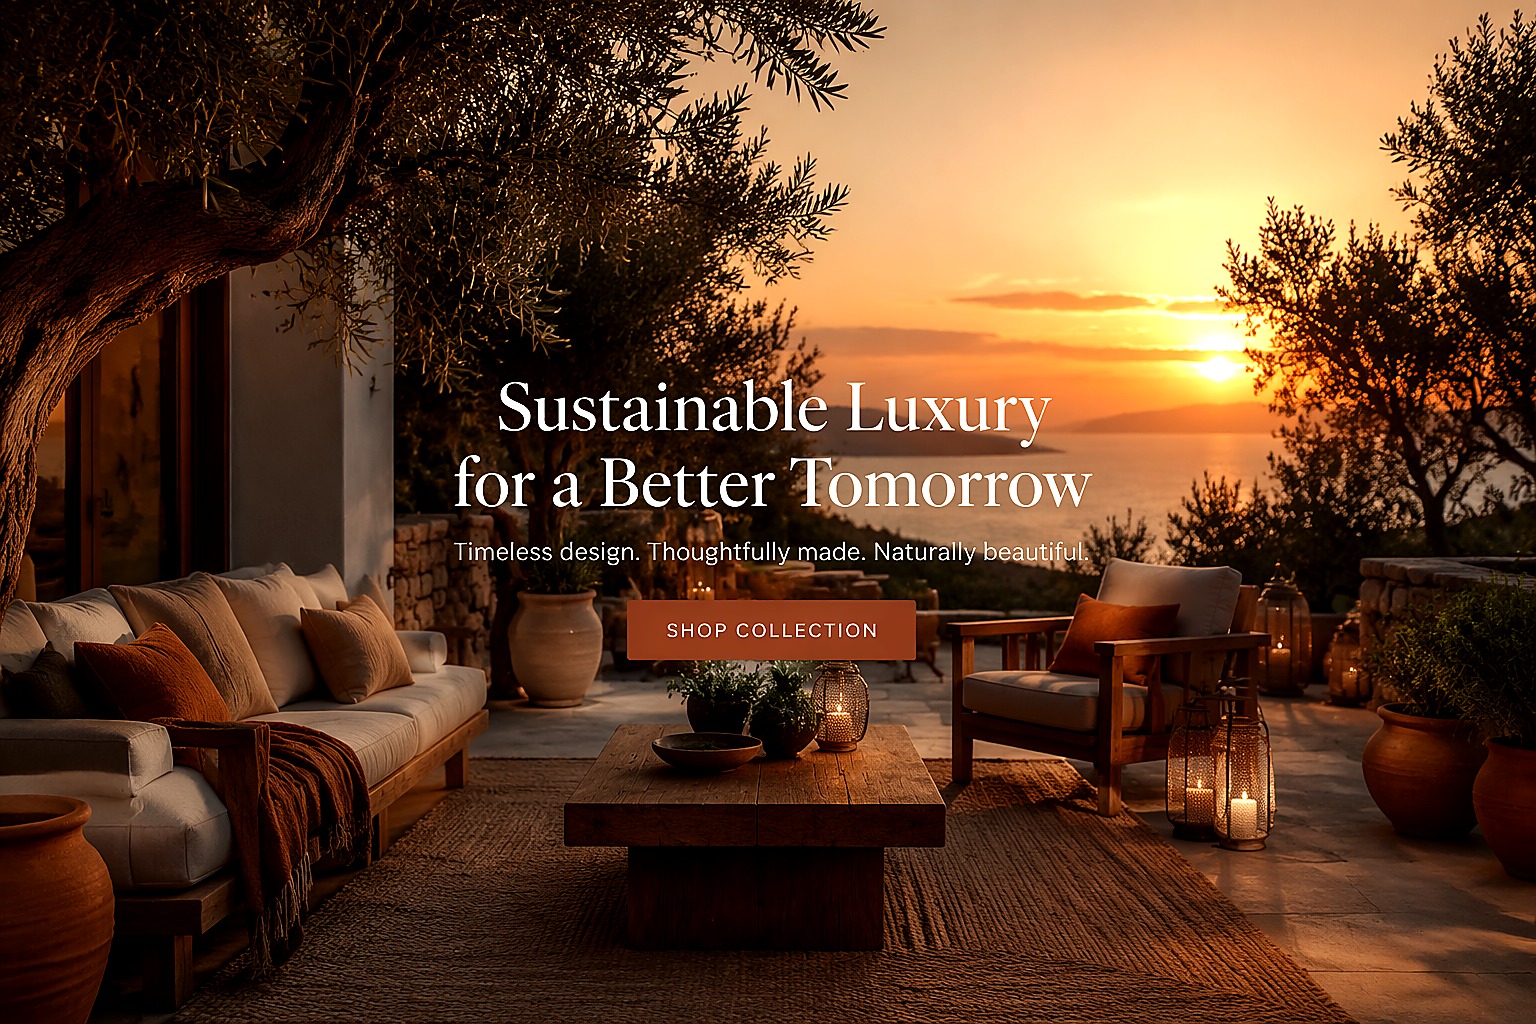 Sustainable Luxury
for a Better Tomorrow
Timeless design. Thoughtfully made. Naturally beautiful.
SHOP COLLECTION